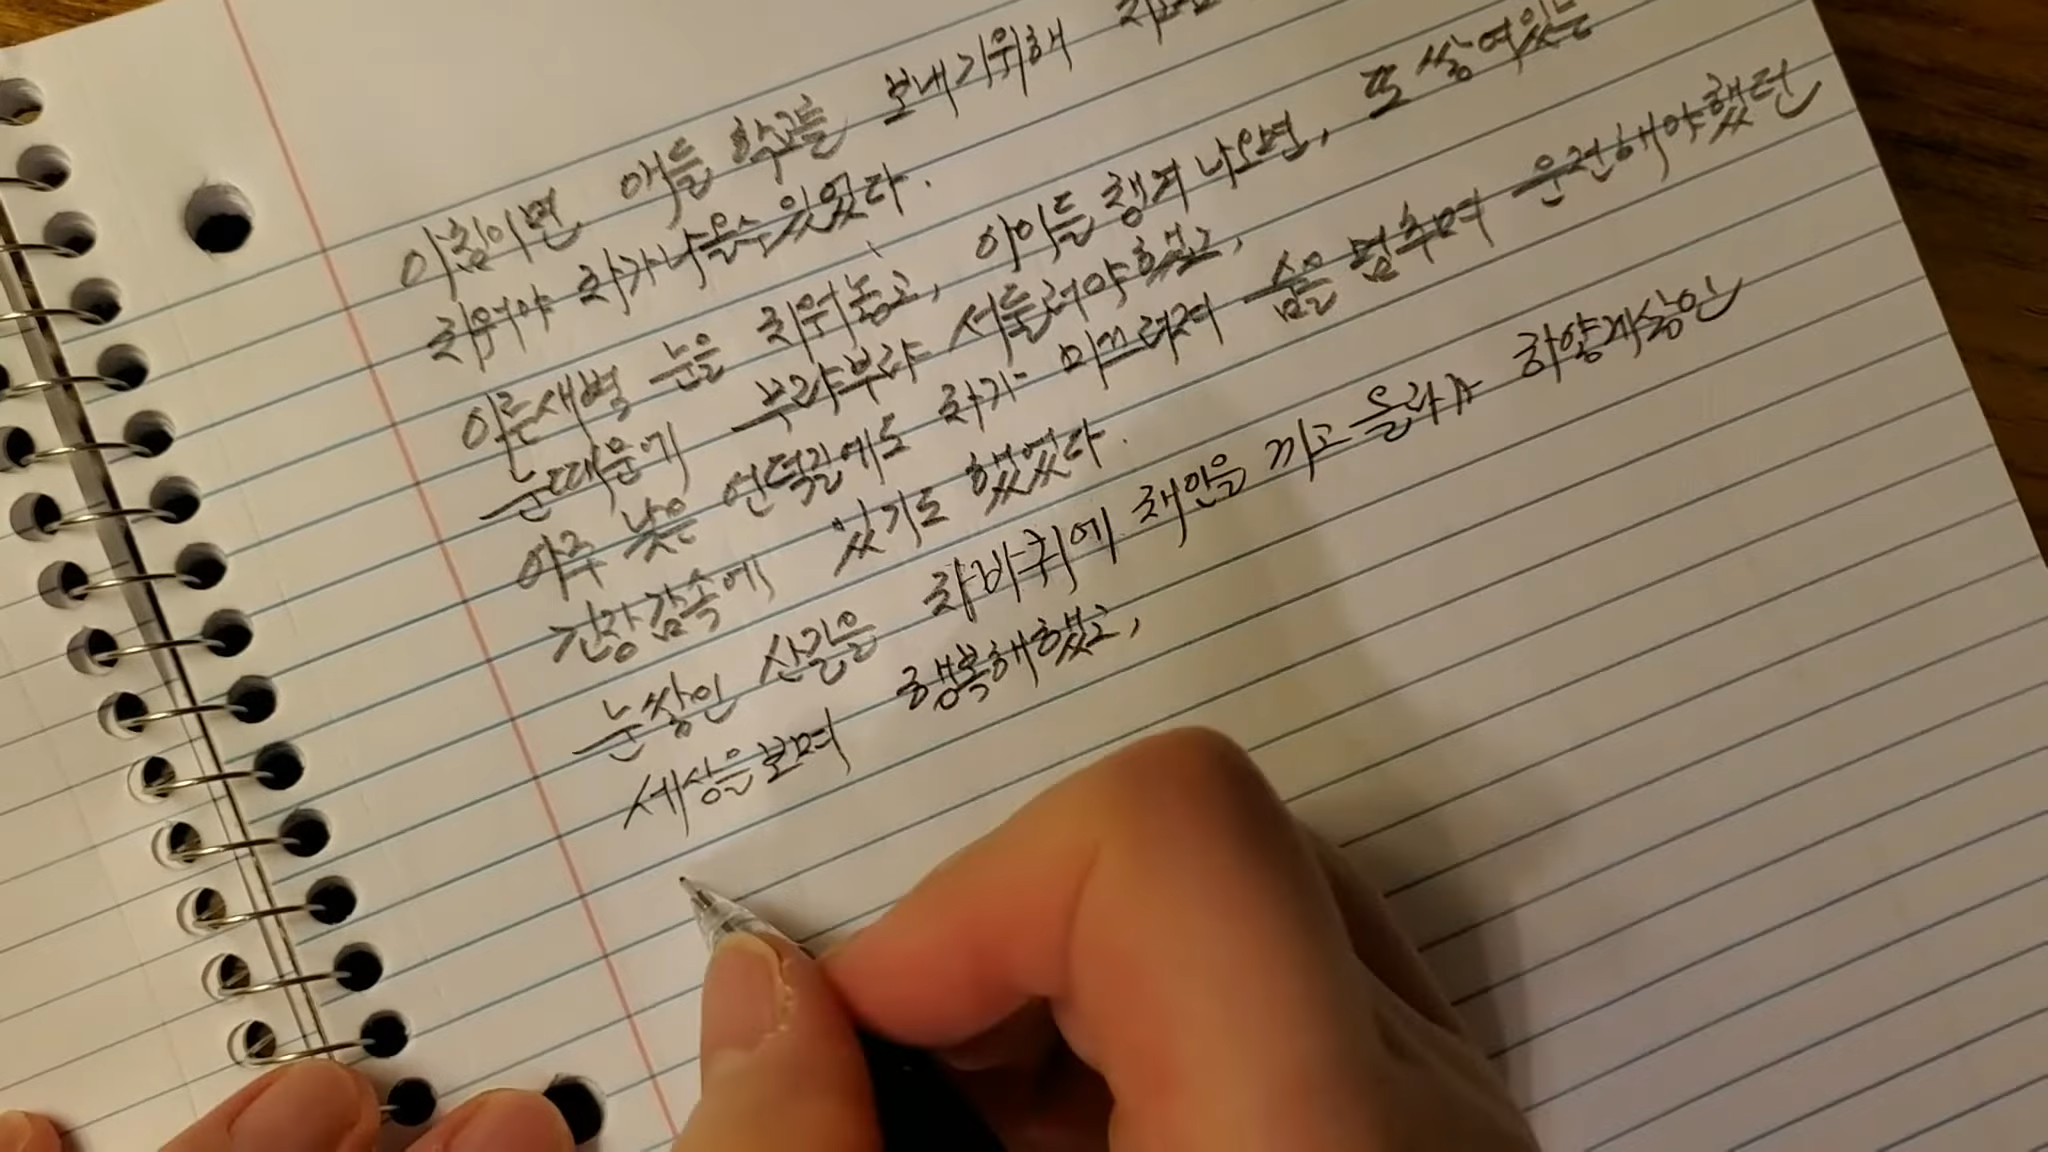 아침이면 애들 학교를 보내기위해
치워야 차가나올수있었다.
이른새벽 눈을 치워놓고, 아이들 챙겨 나오면, 또 쌓여있는
눈때문에 부랴부랴 서둘러야했고,
아주 낮은 언덕길에도 차가 미끄러져 숨을 멈추며 운전해야했던
긴장감속에 있기도 했었다.
눈쌓인 산길을 차바퀴에 채인을 끼고올라가 하얗게쌓인
세상을보며 행복해했고,